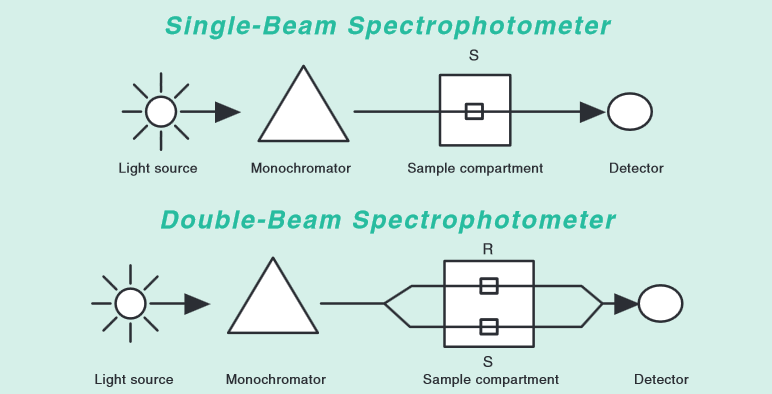 Single-Beam Spectrophotometer
S
Light source
Monochromator
Sample compartment
Detector
Double-Beam Spectrophotometer
R
S
Light source
Monochromator
Sample compartment
Detector